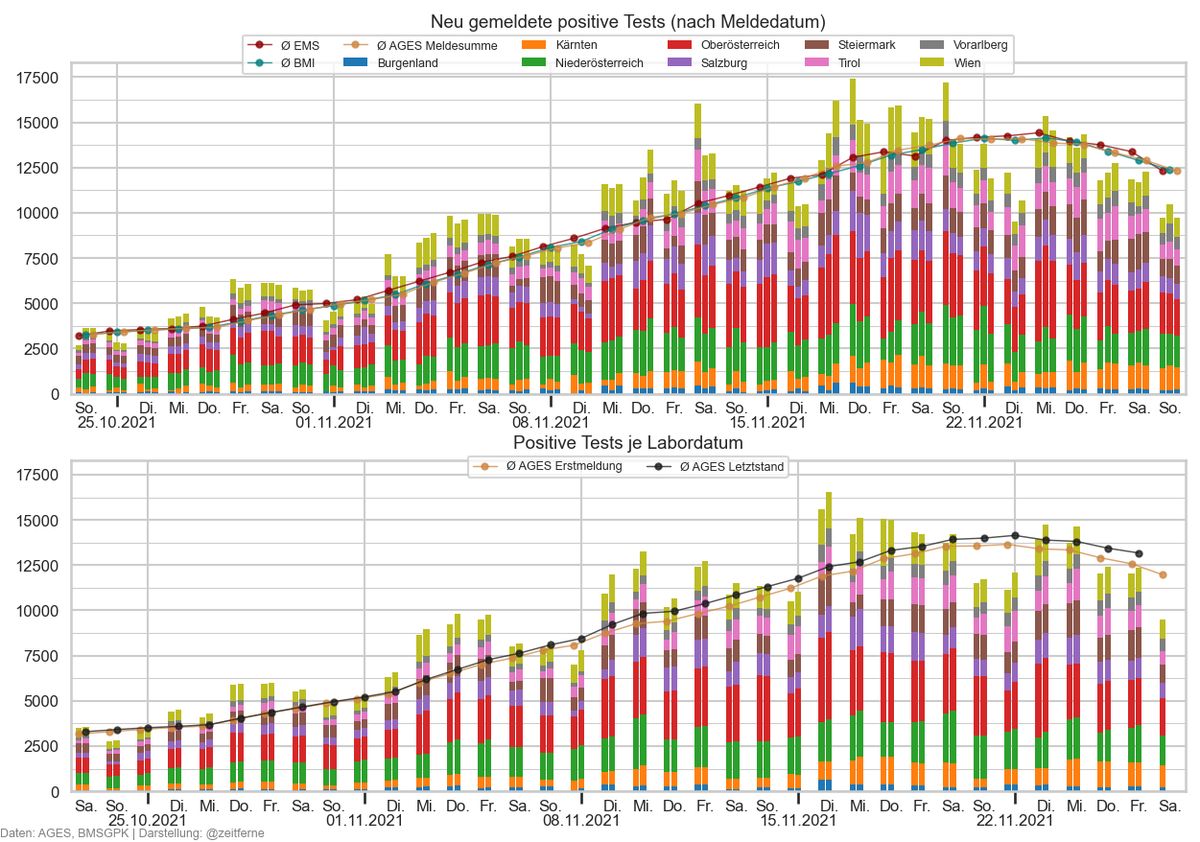 Neu gemeldete positive Tests (nach Meldedatum)
Ø EMS Ø AGES Meldesumme Kärnten Oberösterreich Steiermark Vorarlberg
Ø BMI Burgenland Niederösterreich Salzburg Tirol Wien
17500
15000
12500
10000
7500
5000
2500
0
So. Di. Mi. Do. Fr. Sa. So. Di. Mi. Do. Fr. Sa. So. Di. Mi. Do. Fr. Sa. So. Di. Mi. Do. Fr. Sa. So. Di. Mi. Do. Fr. Sa. So.
25.10.2021 01.11.2021 08.11.2021 15.11.2021 22.11.2021
Positive Tests je Labordatum
Ø AGES Erstmeldung Ø AGES Letztstand
17500
15000
12500
10000
7500
5000
2500
0
Sa. So. Di. Mi. Do. Fr. Sa. So. Di. Mi. Do. Fr. Sa. So. Di. Mi. Do. Fr. Sa. So. Di. Mi. Do. Fr. Sa. So. Di. Mi. Do. Fr. Sa.
25.10.2021 01.11.2021 08.11.2021 15.11.2021 22.11.2021
Daten: AGES, BMSGPK | Darstellung: @zeitferne